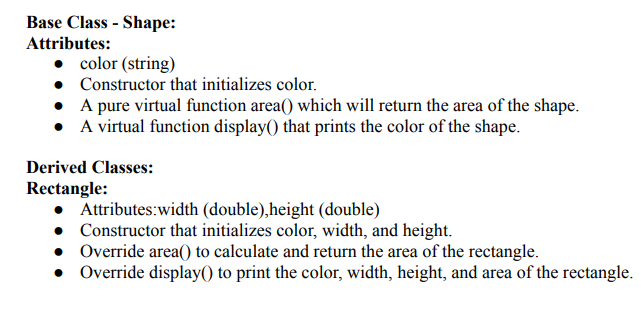 Base Class - Shape:
Attributes:
● color (string)
● Constructor that initializes color.
● A pure virtual function area() which will return the area of the shape.
● A virtual function display() that prints the color of the shape.
Derived Classes:
Rectangle:
● Attributes:width (double),height (double)
● Constructor that initializes color, width, and height.
● Override area() to calculate and return the area of the rectangle.
● Override display() to print the color, width, height, and area of the rectangle.